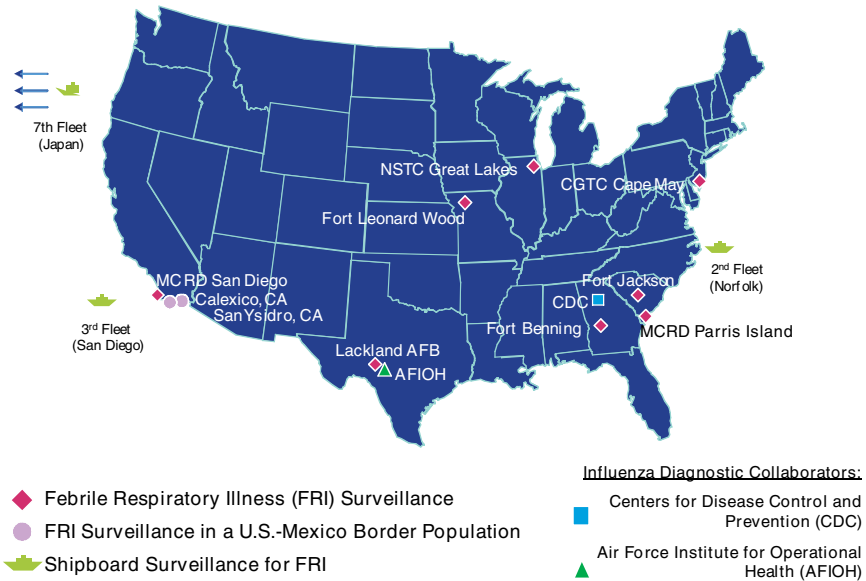 7th Fleet
(Japan)
NSTC Great Lakes
CGTC Cape May
Fort Leonard Wood
2nd Fleet
(Norfolk)
MCRD San Diego
Calexico, CA
San Ysidro, CA
3rd Fleet
(San Diego)
Fort Jackson
CDC
Fort Benning
MCRD Parris Island
Lackland AFB
AFIOH
Febrile Respiratory Illness (FRI) Surveillance
FRI Surveillance in a U.S.-Mexico Border Population
Shipboard Surveillance for FRI
Influenza Diagnostic Collaborators:
Centers for Disease Control and
Prevention (CDC)
Air Force Institute for Operational
Health (AFIOH)